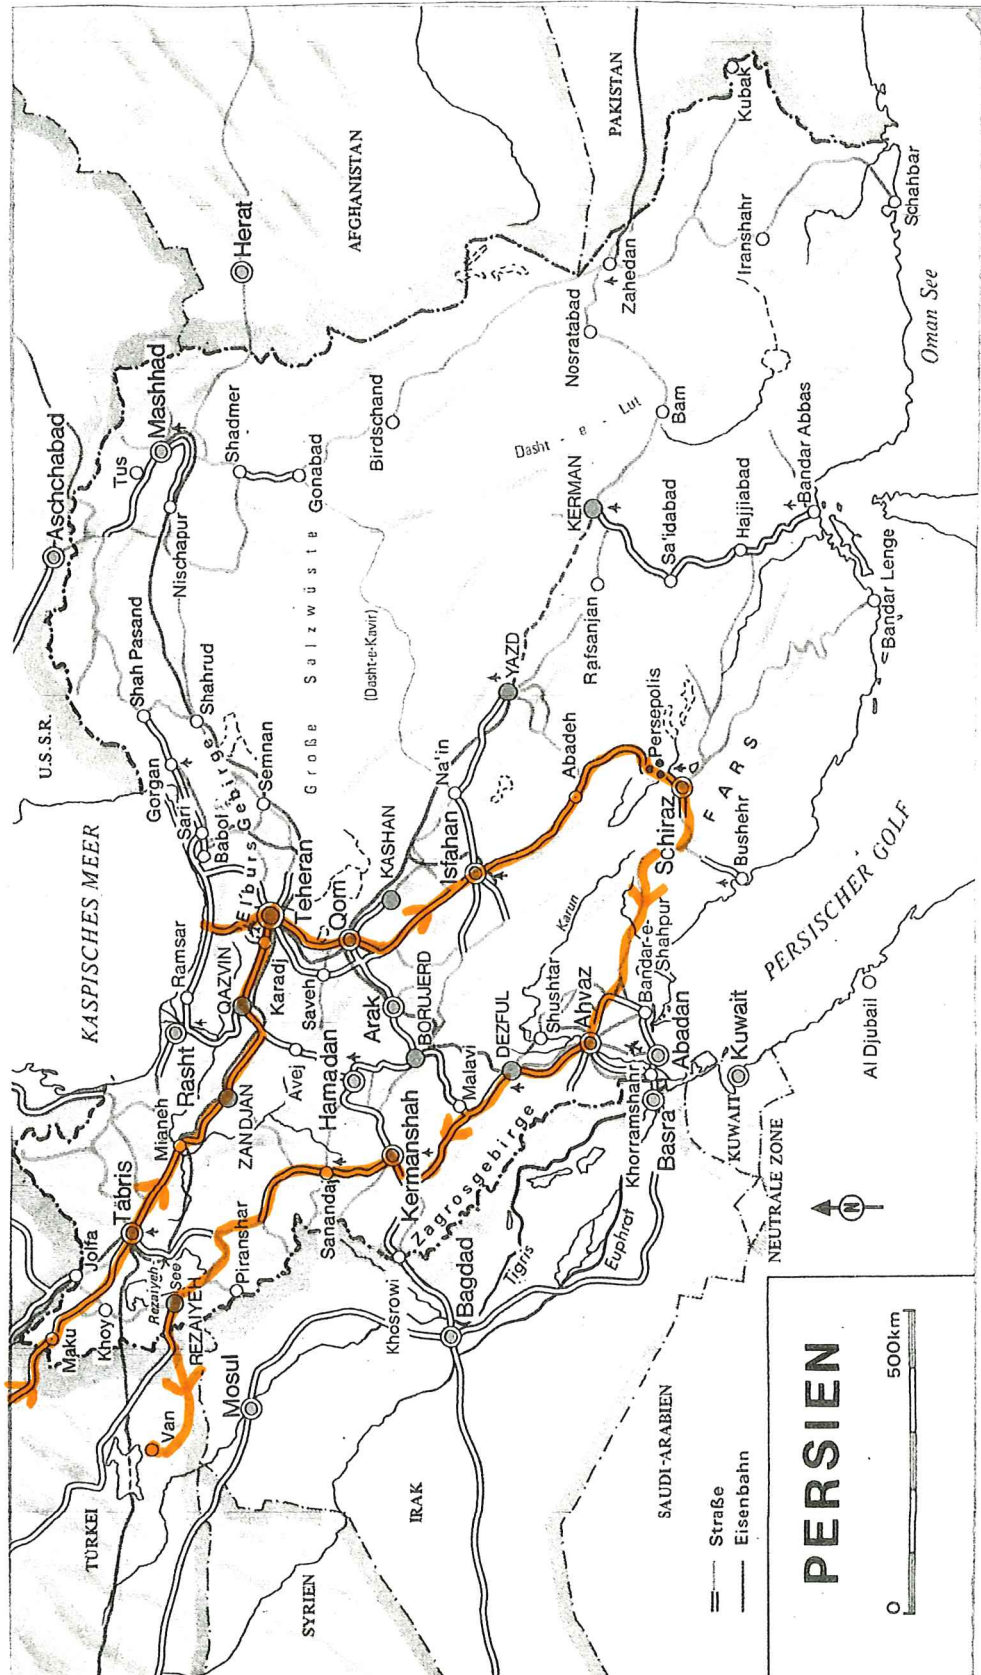 KASPISCHES MEER
U.S.S.R.
Aschchabad
Tus
Mashhad
Herat
AFGHANISTAN
PAKISTAN
Shah Pasand
Gorgan
Sari
Babol
Elburs Gebirge
Shahrud
Nischapur
Shadmer
Gonabad
Semnan
Große Salzwüste
(Dasht-e-Kavir)
Birdschand
Dasht-e-Lut
Nosratabad
Zahedan
Kubak
Iranshahr
Schahbar
Oman See
Bam
KERMAN
Sa'idabad
Hajjiabad
Bandar Abbas
Bandar Lenge
Rafsanjan
YAZD
Na'in
Isfahan
Abadeh
Persepolis
Schiraz
FARS
Bushehr
PERSISCHER GOLF
Al Djubail
Karun
KASHAN
Qom
Teheran
Karadj
QAZVIN
Ramsar
Rasht
Saveh
Avej
Arak
Hamadan
BORUJERD
Malavi
DEZFUL
Shushtar
Ahvaz
Bandar-e-
Shahpur
Abadan
Khorramshahr
Basra
Kuwait
KUWAIT
NEUTRALE ZONE
Mianeh
ZANDJAN
Täbris
Jolfa
Maku
Khoy
Rezaiyeh-
See
REZAIYEH
Piranshar
Sanandaj
Kermanshah
Zagrosgebirge
Khosrowi
Bagdad
Tigris
Euphrat
Mosul
Van
TÜRKEI
SYRIEN
IRAK
SAUDI-ARABIEN
N
Straße
Eisenbahn
PERSIEN
0 500km